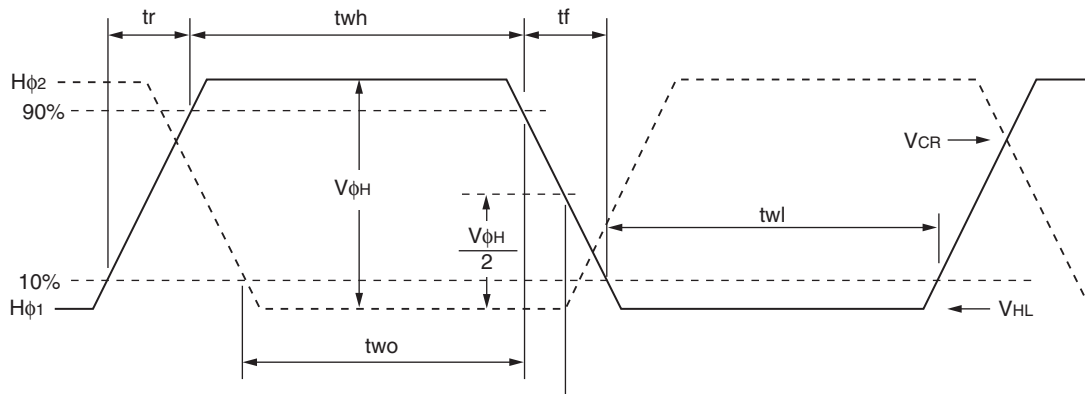 tr
twh
tf
Hϕ2
90%
VCR
VϕH
twl
VϕH
2
10%
Hϕ1
VHL
two